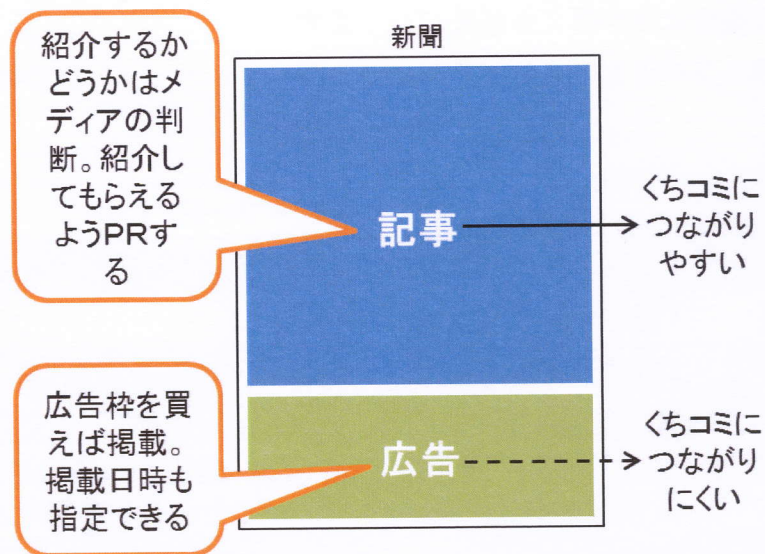 新聞
紹介するか
どうかはメ
ディアの判
断。紹介し
てもらえる
ようPRす
る
記事
くちコミに
つながり
やすい
広告枠を買
えば掲載。
掲載日時も
指定できる
広告
くちコミに
つながり
にくい